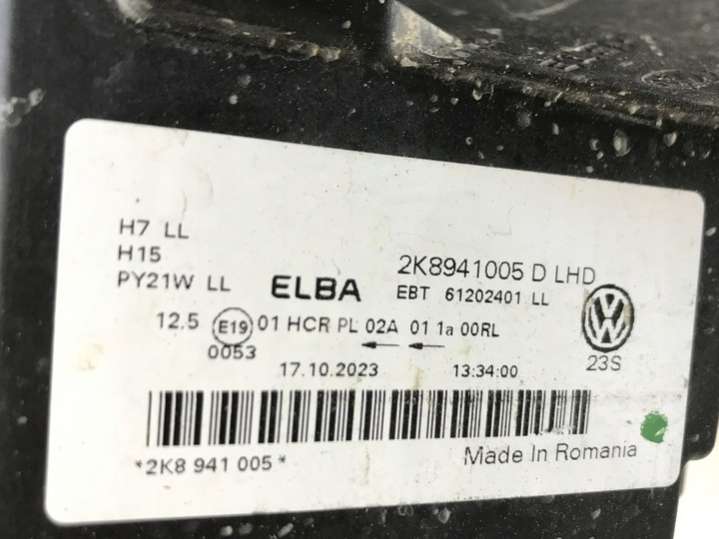 H7 LL
H15
PY21W LL
ELBA
2K8941005 D LHD
EBT 61202401 LL
12.5 E19 01 HCR PL 02A 01 1a 00RL
0053
23S
17.10.2023 13:34:00
*2K8 941 005*
Made In Romania